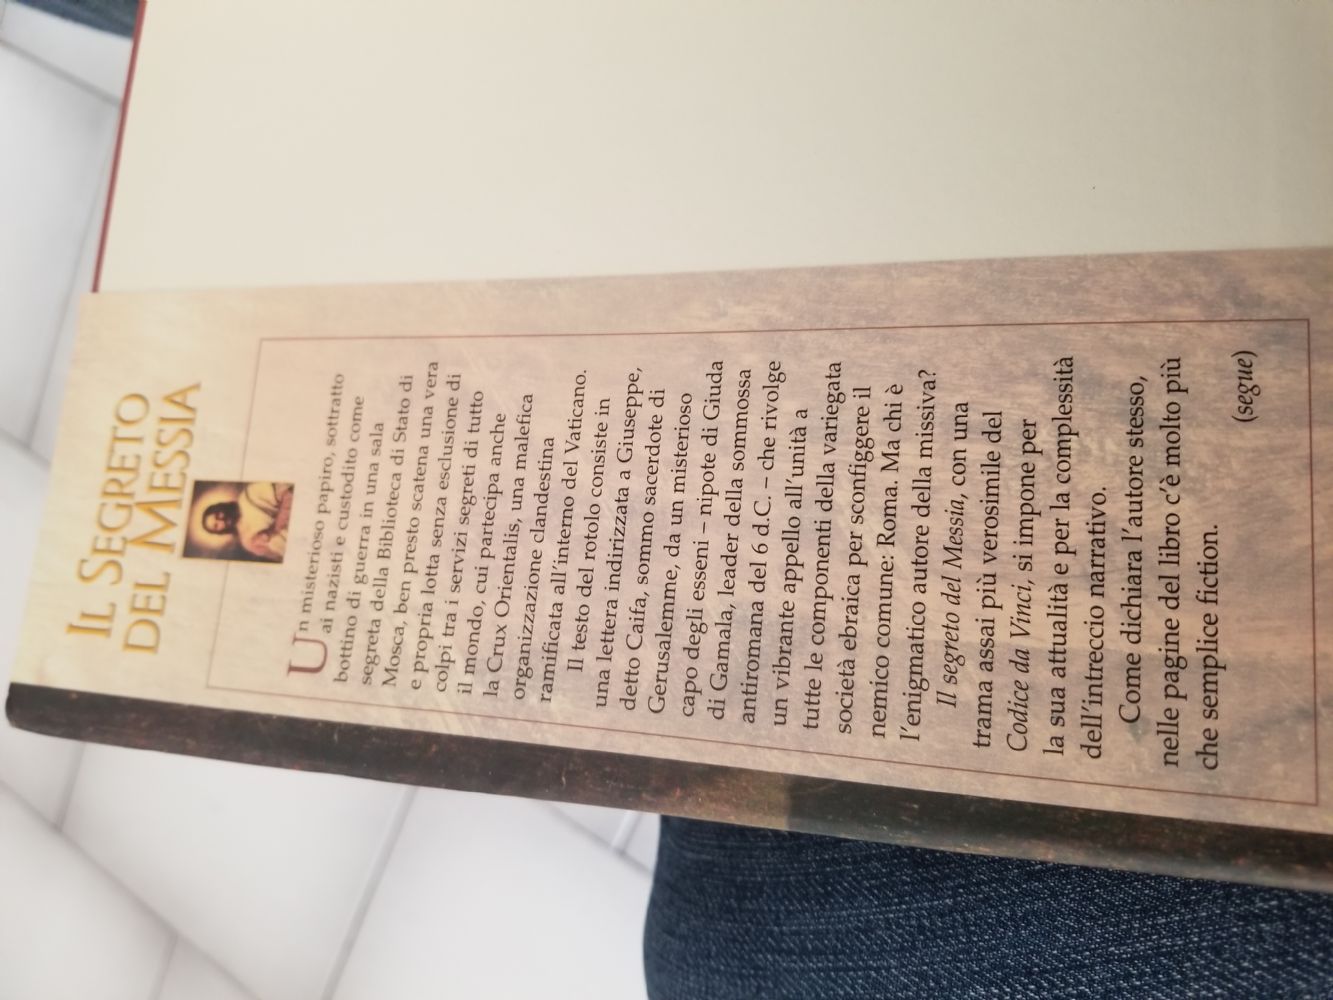 IL SEGRETO
DEL MESSIA
Un misterioso papiro, sottratto
ai nazisti e custodito come
bottino di guerra in una sala
segreta della Biblioteca di Stato di
Mosca, ben presto scatena una vera
e propria lotta senza esclusione di
colpi tra i servizi segreti di tutto
il mondo, cui partecipa anche
la Crux Orientalis, una malefica
organizzazione clandestina
ramificata all'interno del Vaticano.
Il testo del rotolo consiste in
una lettera indirizzata a Giuseppe,
detto Caifa, sommo sacerdote di
Gerusalemme, da un misterioso
capo degli esseni – nipote di Giuda
di Gamala, leader della sommossa
antiromana del 6 d.C. – che rivolge
un vibrante appello all'unità a
tutte le componenti della variegata
società ebraica per sconfiggere il
nemico comune: Roma. Ma chi è
l'enigmatico autore della missiva?
Il segreto del Messia, con una
trama assai più verosimile del
Codice da Vinci, si impone per
la sua attualità e per la complessità
dell'intreccio narrativo.
Come dichiara l'autore stesso,
nelle pagine del libro c'è molto più
che semplice fiction.
(segue)